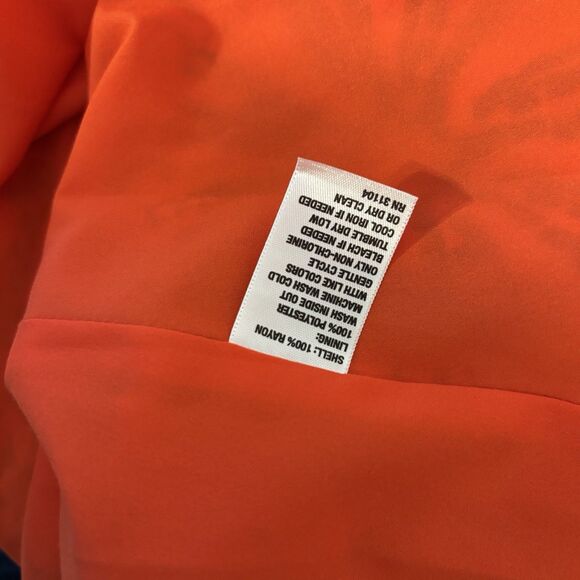 SHELL: 100% RAYON
LINING:
100% POLYESTER
WASH INSIDE OUT
MACHINE WASH COLD
WITH LIKE COLORS
GENTLE CYCLE
ONLY NON-CHLORINE
BLEACH IF NEEDED
TUMBLE DRY LOW
COOL IRON IF NEEDED
OR DRY CLEAN
RN 31104